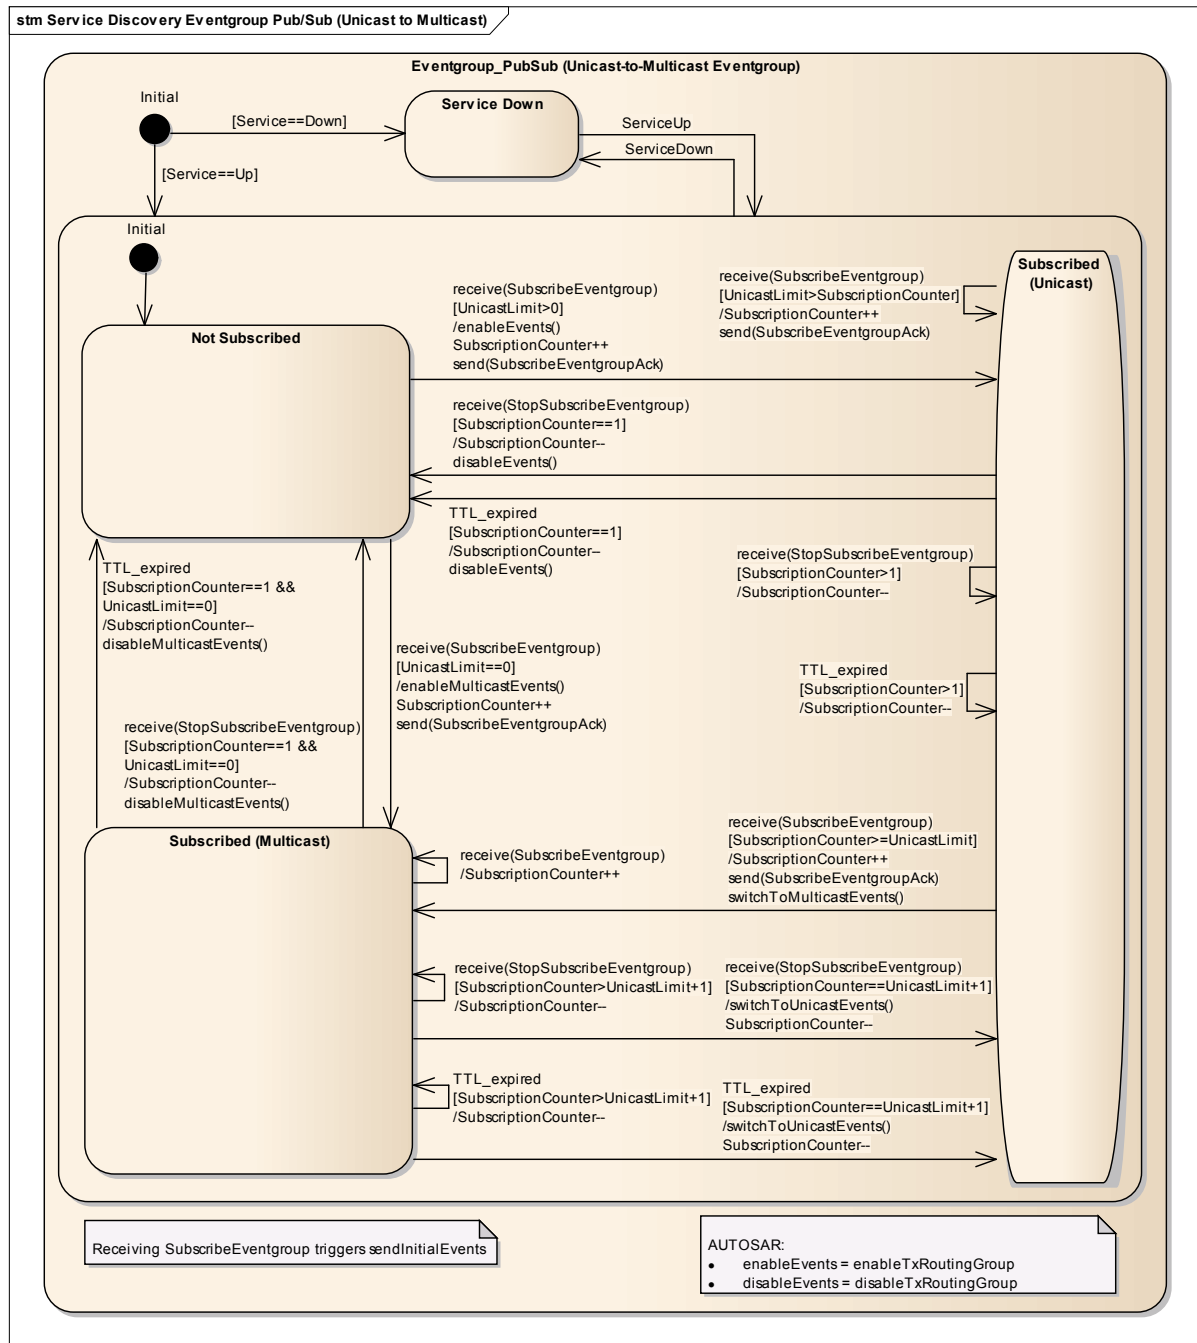 stm Service Discovery Eventgroup Pub/Sub (Unicast to Multicast)
Eventgroup_PubSub (Unicast-to-Multicast Eventgroup)
Initial
Service Down
[Service==Down]
ServiceUp
ServiceDown
[Service==Up]
Initial
Subscribed
(Unicast)
receive(SubscribeEventgroup)
[UnicastLimit>SubscriptionCounter]
/SubscriptionCounter++
send(SubscribeEventgroupAck)
receive(SubscribeEventgroup)
[UnicastLimit>0]
/enableEvents()
SubscriptionCounter++
send(SubscribeEventgroupAck)
Not Subscribed
receive(StopSubscribeEventgroup)
[SubscriptionCounter==1]
/SubscriptionCounter--
disableEvents()
TTL_expired
[SubscriptionCounter==1]
/SubscriptionCounter--
disableEvents()
receive(StopSubscribeEventgroup)
[SubscriptionCounter>1]
/SubscriptionCounter--
TTL_expired
[SubscriptionCounter==1 &&
UnicastLimit==0]
/SubscriptionCounter--
disableMulticastEvents()
receive(SubscribeEventgroup)
[UnicastLimit==0]
/enableMulticastEvents()
SubscriptionCounter++
send(SubscribeEventgroupAck)
TTL_expired
[SubscriptionCounter>1]
/SubscriptionCounter--
receive(StopSubscribeEventgroup)
[SubscriptionCounter==1 &&
UnicastLimit==0]
/SubscriptionCounter--
disableMulticastEvents()
Subscribed (Multicast)
receive(SubscribeEventgroup)
/SubscriptionCounter++
receive(SubscribeEventgroup)
[SubscriptionCounter>=UnicastLimit]
/SubscriptionCounter++
send(SubscribeEventgroupAck)
switchToMulticastEvents()
receive(StopSubscribeEventgroup)
[SubscriptionCounter>UnicastLimit+1]
/SubscriptionCounter--
receive(StopSubscribeEventgroup)
[SubscriptionCounter==UnicastLimit+1]
/switchToUnicastEvents()
SubscriptionCounter--
TTL_expired
[SubscriptionCounter>UnicastLimit+1]
/SubscriptionCounter--
TTL_expired
[SubscriptionCounter==UnicastLimit+1]
/switchToUnicastEvents()
SubscriptionCounter--
Receiving SubscribeEventgroup triggers sendInitialEvents
AUTOSAR:
• enableEvents = enableTxRoutingGroup
• disableEvents = disableTxRoutingGroup